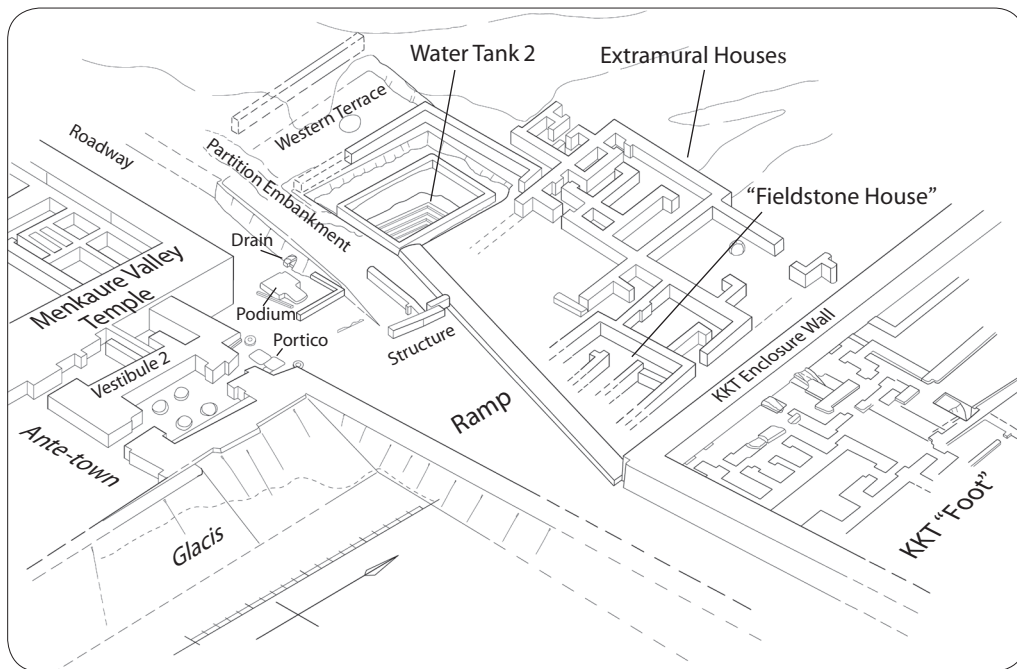 Water Tank 2
Extramural Houses
Western Terrace
Roadway
Partition Embankment
“Fieldstone House”
Drain
Menkaure Valley
Temple
Podium
Portico
Structure
Vestibule 2
KKT Enclosure Wall
Ramp
Ante-town
KKT “Foot”
Glacis